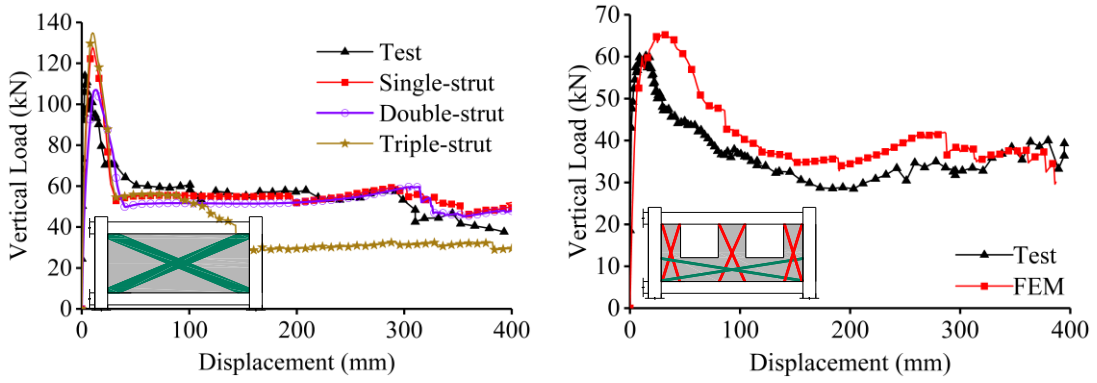 140
120
100
80
60
40
20
0
Vertical Load (kN)
0 100 200 300 400
Displacement (mm)
Test
Single-strut
Double-strut
Triple-strut
70
60
50
40
30
20
10
0
Vertical Load (kN)
0 100 200 300 400
Displacement (mm)
Test
FEM